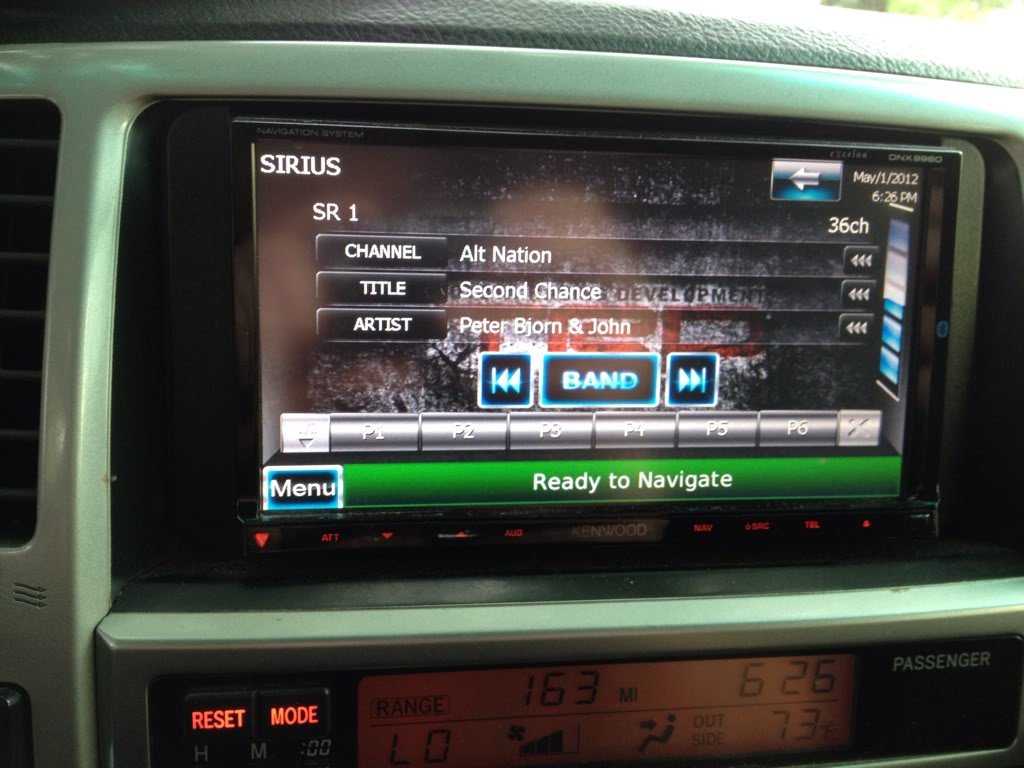 NAVIGATION SYSTEM
excelon DNX9960
SIRIUS
May/1/2012
6:26 PM
SR 1
36ch
CHANNEL Alt Nation
TITLE Second Chance
DEVELOPMENT
ARTIST Peter Bjorn & John
BAND
P1 P2 P3 P4 P5 P6
Menu Ready to Navigate
ATT AUD KENWOOD NAV SRC TEL
PASSENGER
RESET MODE RANGE 163 MI 6 26
H M :00 LO OUT SIDE 73